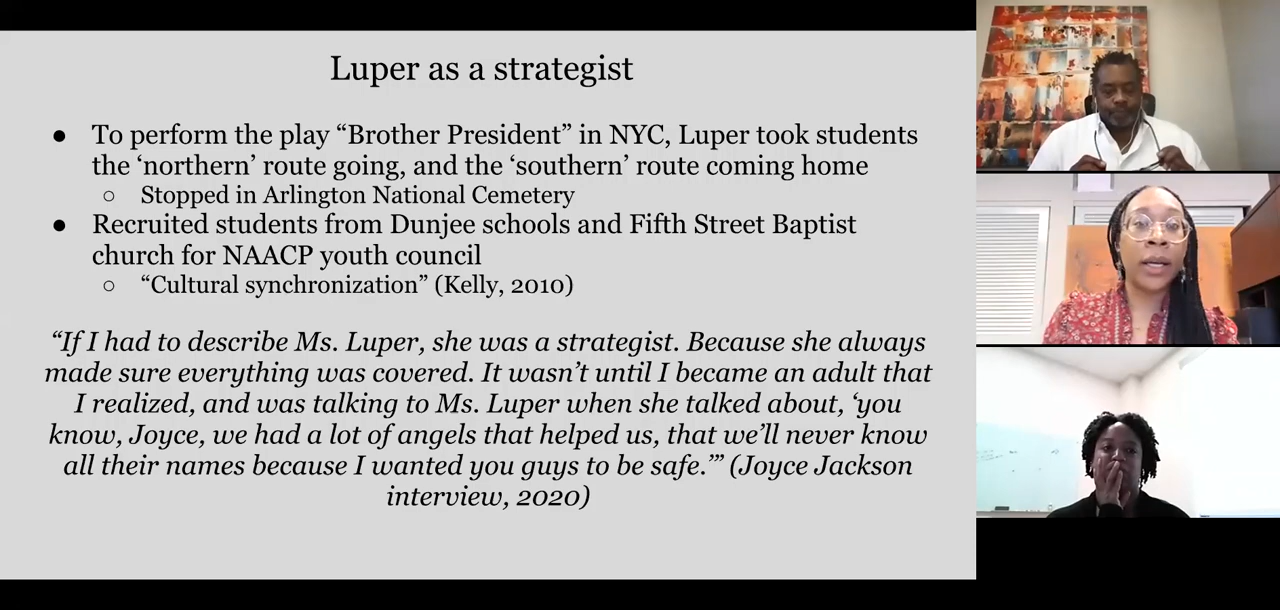 Luper as a strategist
● To perform the play “Brother President” in NYC, Luper took students
the ‘northern’ route going, and the ‘southern’ route coming home
○ Stopped in Arlington National Cemetery
● Recruited students from Dunjee schools and Fifth Street Baptist
church for NAACP youth council
○ “Cultural synchronization” (Kelly, 2010)
“If I had to describe Ms. Luper, she was a strategist. Because she always
made sure everything was covered. It wasn’t until I became an adult that
I realized, and was talking to Ms. Luper when she talked about, ‘you
know, Joyce, we had a lot of angels that helped us, that we’ll never know
all their names because I wanted you guys to be safe.’” (Joyce Jackson
interview, 2020)